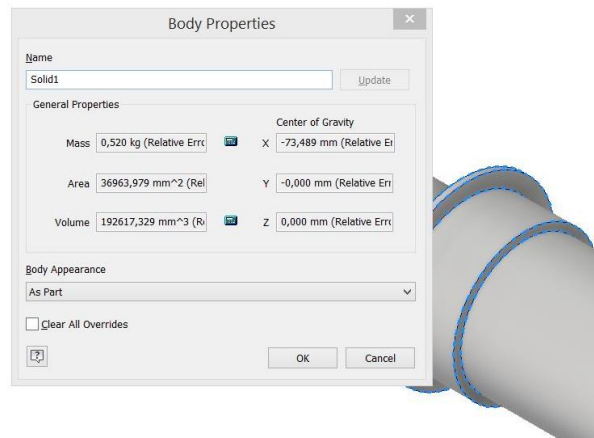 Body Properties
Name
Solid1
Update
General Properties
Center of Gravity
Mass 0,520 kg (Relative Errc X -73,489 mm (Relative Er
Area 36963,979 mm^2 (Rel Y -0,000 mm (Relative Err
Volume 192617,329 mm^3 (Re Z 0,000 mm (Relative Errc
Body Appearance
As Part
Clear All Overrides
OK Cancel